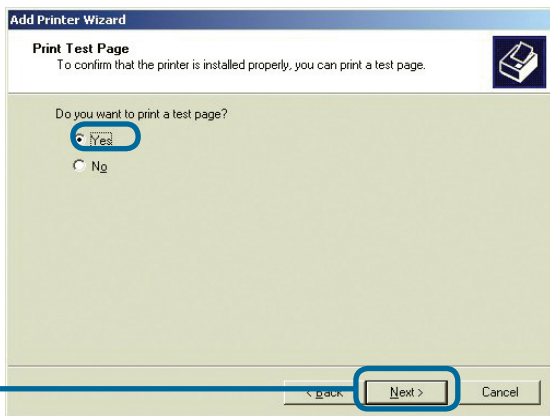 Add Printer Wizard
Print Test Page
To confirm that the printer is installed properly, you can print a test page.
Do you want to print a test page?
Yes
No
< Back
Next >
Cancel